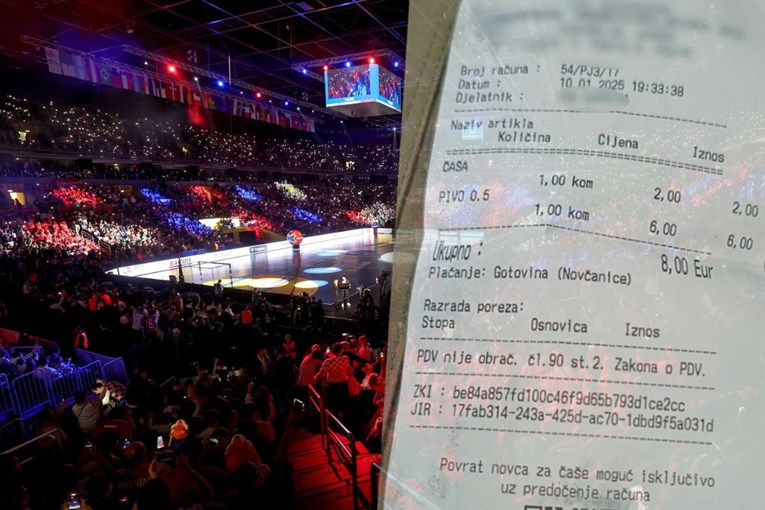 Broj računa : 54/PJ3/17
Datum : 10.01.2025 19:33:38
Djelatnik :
Naziv artikla
Količina Cijena Iznos
ČAŠA
1,00 kom 2,00 2,00
PIVO 0.5
1,00 kom 6,00 6,00
Ukupno : 8,00 Eur
Plaćanje: Gotovina (Novčanice)
Razrada poreza:
Stopa Osnovica Iznos
PDV nije obrač. čl.90 st.2. Zakona o PDV.
ZKI : be84a857fd100c46f9d65b793d1ce2cc
JIR : 17fab314-243a-425d-ac70-1dbd9f5a031d
Povrat novca za čaše moguć isključivo
uz predočenje računa